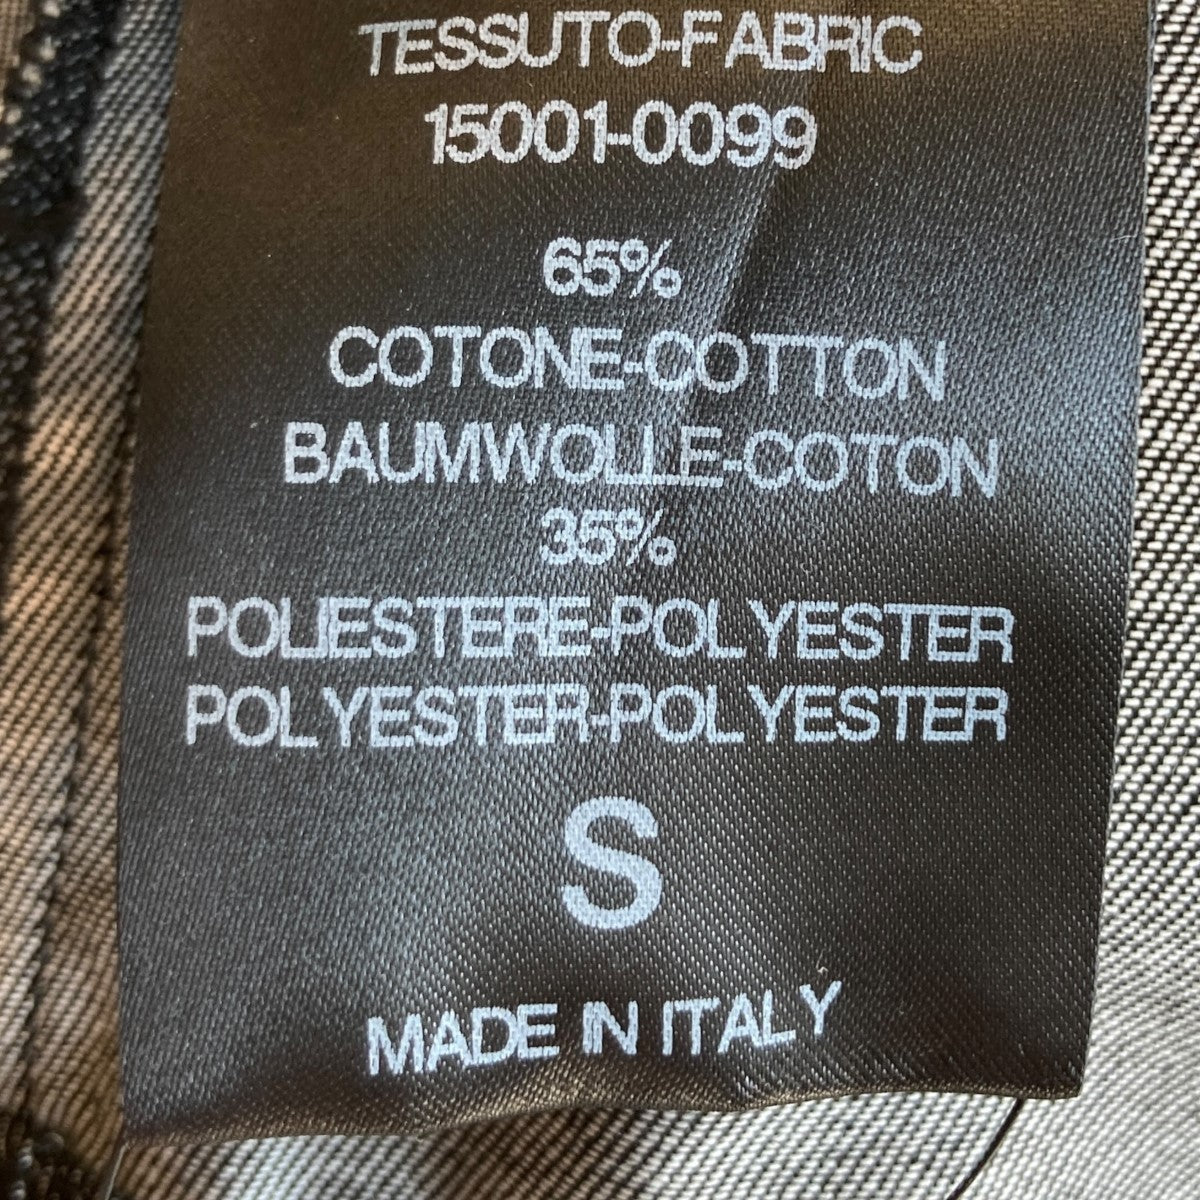 TESSUTO-FABRIC
15001-0099
65%
COTONE-COTTON
BAUMWOLLE-COTON
35%
POLIESTERE-POLYESTER
POLYESTER-POLYESTER
S
MADE IN ITALY